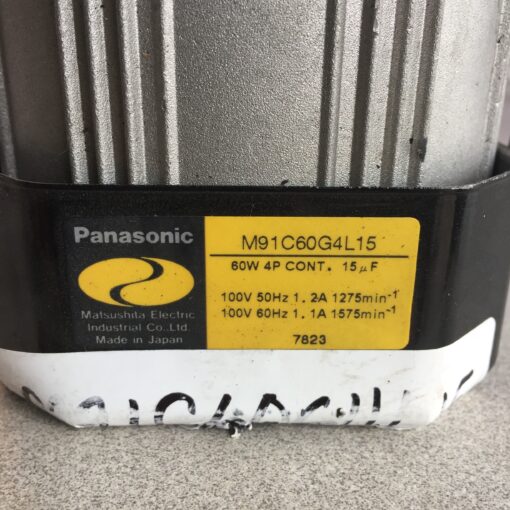 Panasonic
Matsushita Electric
Industrial Co.,Ltd.
Made in Japan
M91C60G4L15
60W 4P CONT. 15μF
100V 50Hz 1.2A 1275min⁻¹
100V 60Hz 1.1A 1575min⁻¹
7823